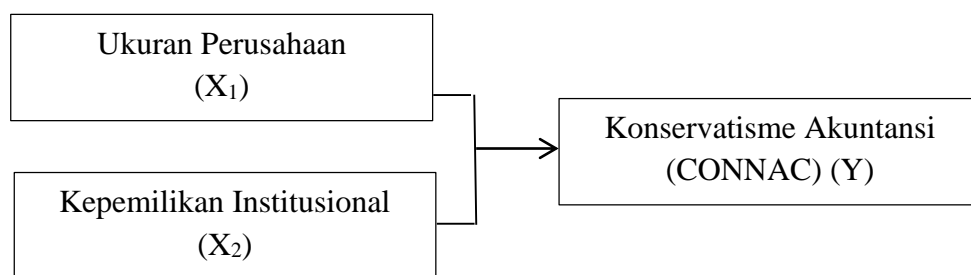 Ukuran Perusahaan
(X₁)
Konservatisme Akuntansi
(CONNAC) (Y)
Kepemilikan Institusional
(X₂)